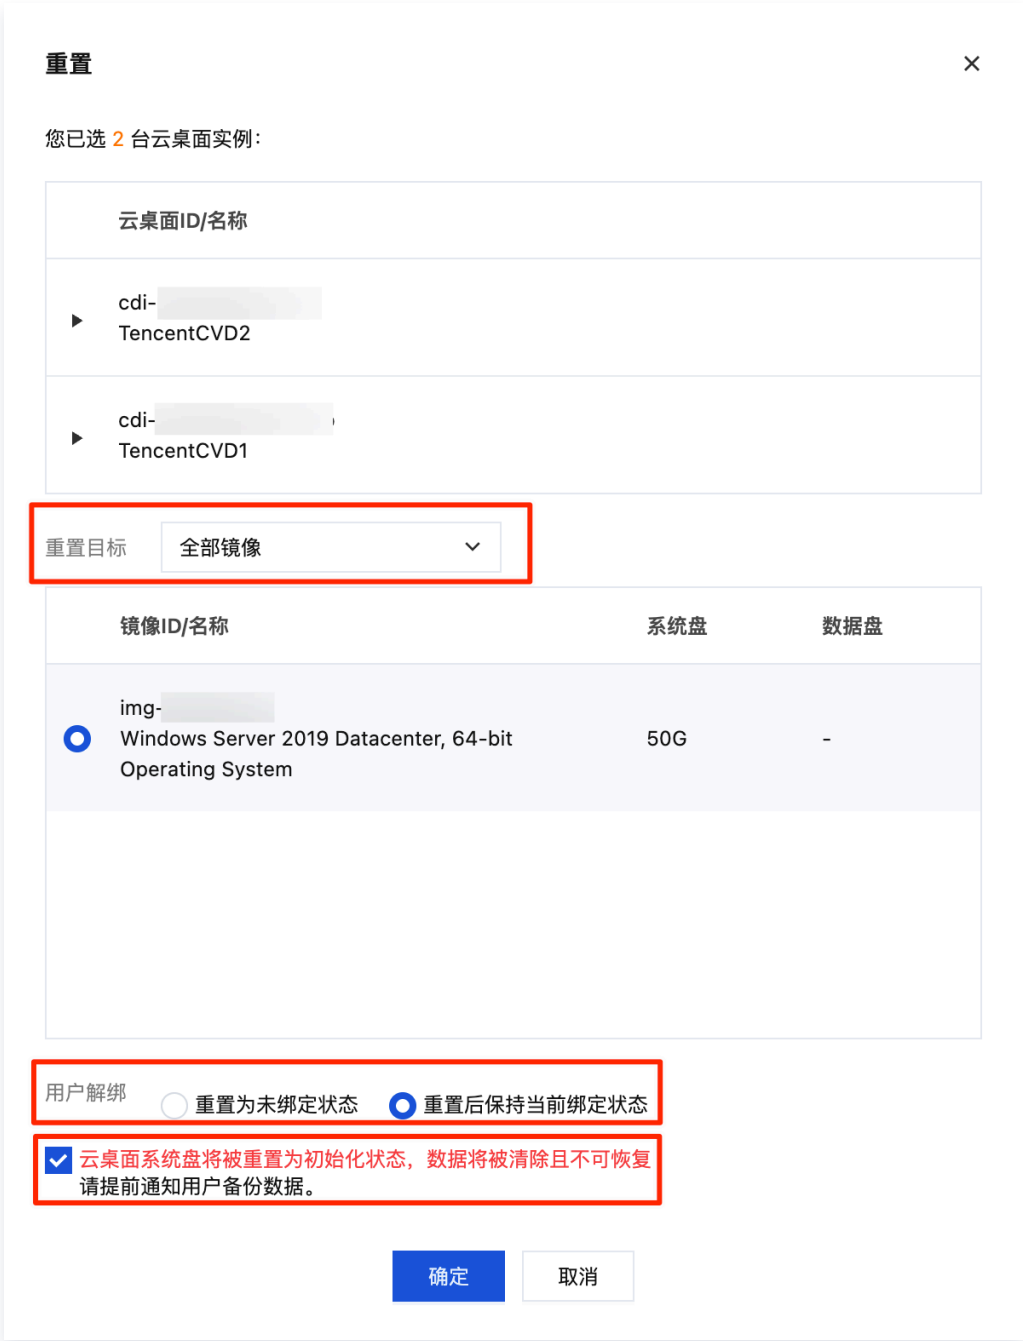 重置
您已选 2 台云桌面实例：
云桌面ID/名称
cdi-
TencentCVD2
cdi-
TencentCVD1
重置目标 全部镜像
镜像ID/名称 系统盘 数据盘
img-
Windows Server 2019 Datacenter, 64-bit 50G -
Operating System
用户解绑 重置为未绑定状态 重置后保持当前绑定状态
云桌面系统盘将被重置为初始化状态，数据将被清除且不可恢复
请提前通知用户备份数据。
确定 取消